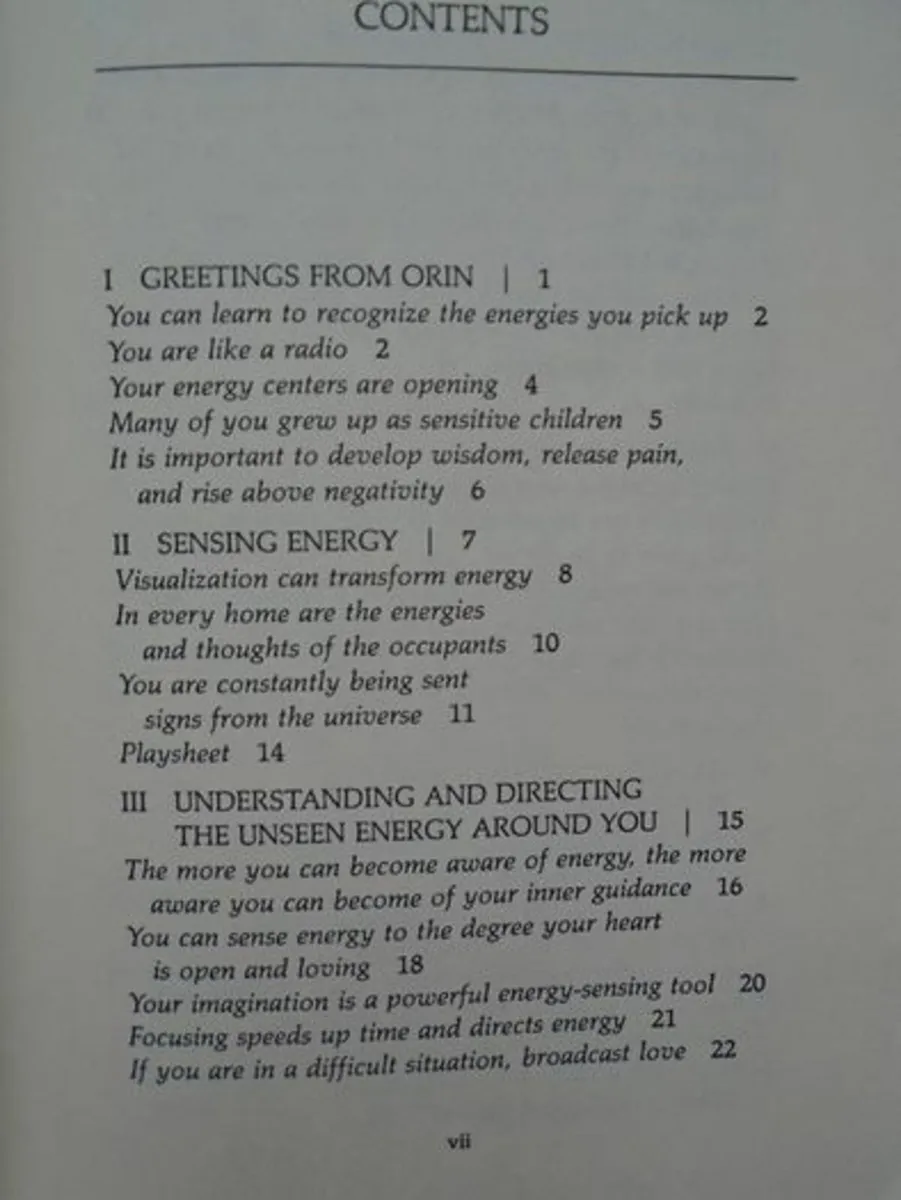 CONTENTS
I GREETINGS FROM ORIN | 1
You can learn to recognize the energies you pick up 2
You are like a radio 2
Your energy centers are opening 4
Many of you grew up as sensitive children 5
It is important to develop wisdom, release pain,
and rise above negativity 6
II SENSING ENERGY | 7
Visualization can transform energy 8
In every home are the energies
and thoughts of the occupants 10
You are constantly being sent
signs from the universe 11
Playsheet 14
III UNDERSTANDING AND DIRECTING
THE UNSEEN ENERGY AROUND YOU | 15
The more you can become aware of energy, the more
aware you can become of your inner guidance 16
You can sense energy to the degree your heart
is open and loving 18
Your imagination is a powerful energy-sensing tool 20
Focusing speeds up time and directs energy 21
If you are in a difficult situation, broadcast love 22
vii